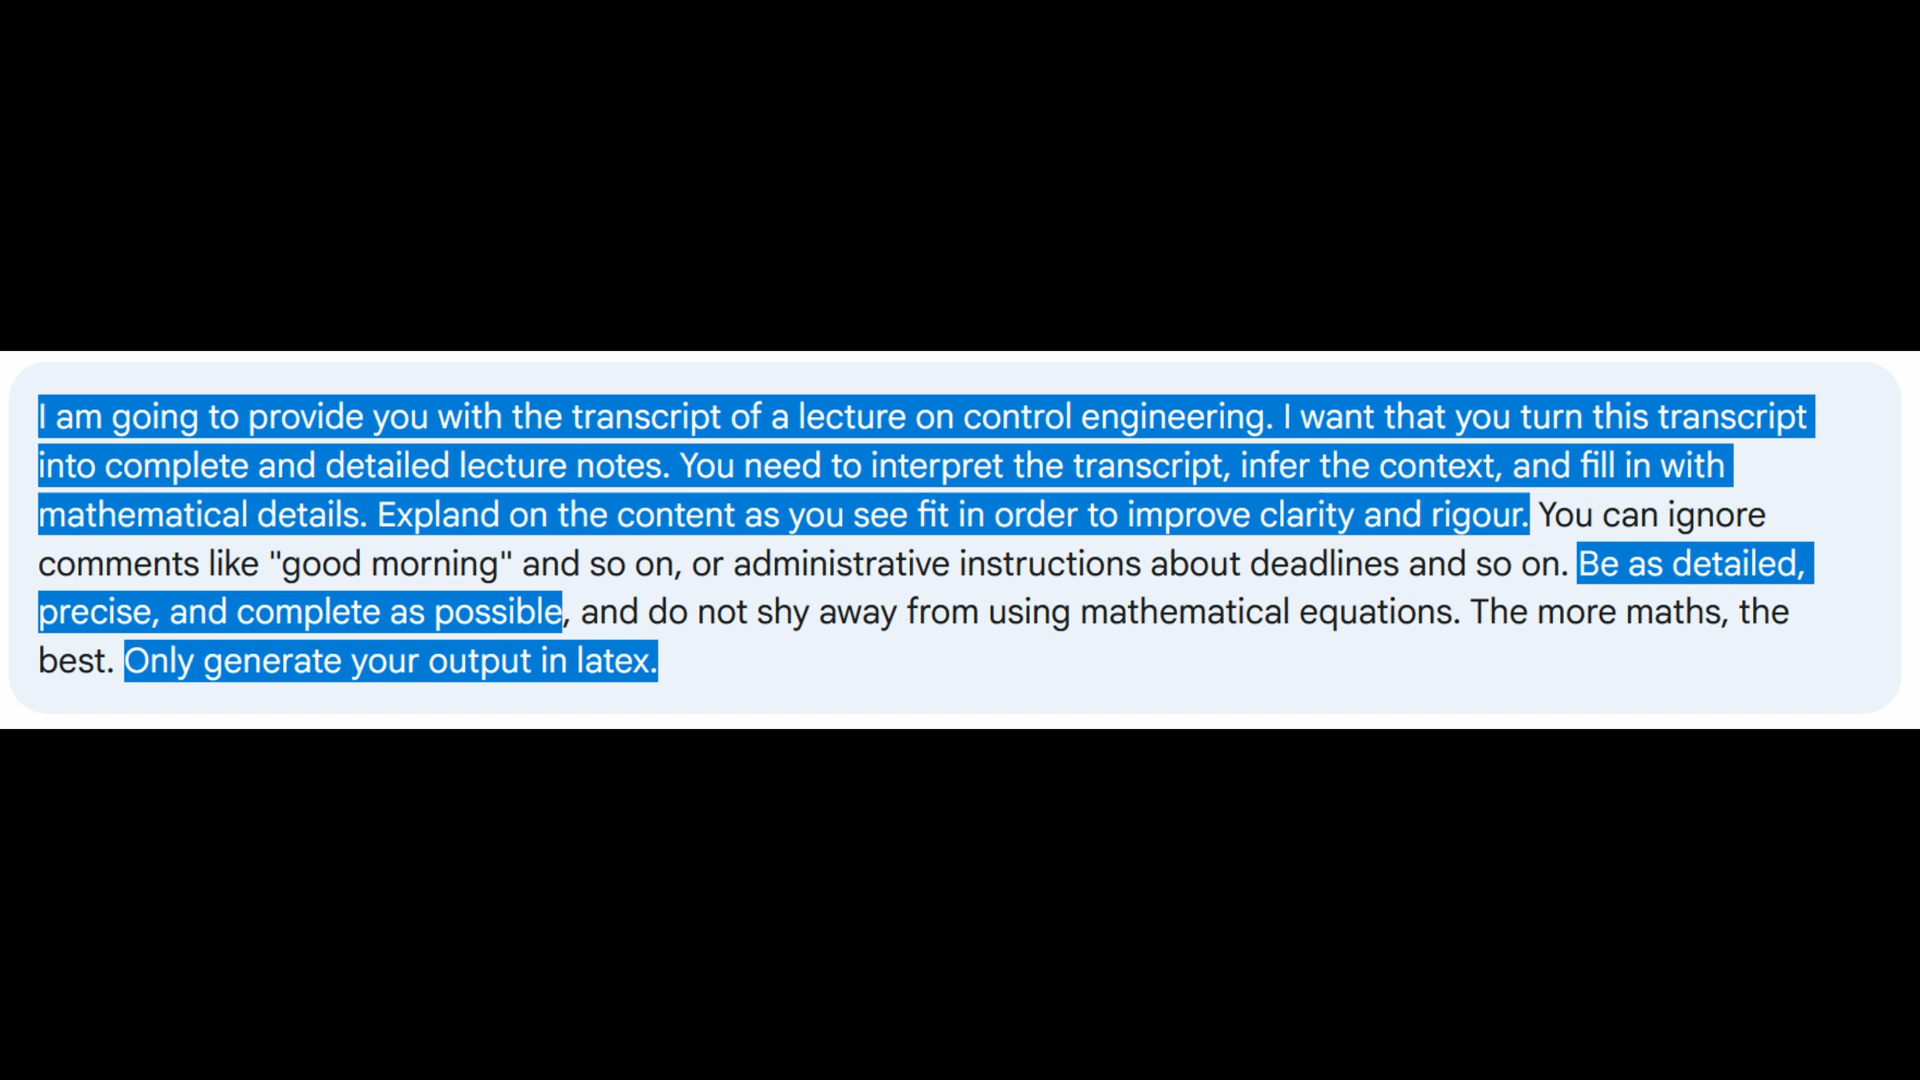 I am going to provide you with the transcript of a lecture on control engineering. I want that you turn this transcript
into complete and detailed lecture notes. You need to interpret the transcript, infer the context, and fill in with
mathematical details. Expland on the content as you see fit in order to improve clarity and rigour. You can ignore
comments like "good morning" and so on, or administrative instructions about deadlines and so on. Be as detailed,
precise, and complete as possible, and do not shy away from using mathematical equations. The more maths, the
best. Only generate your output in latex.